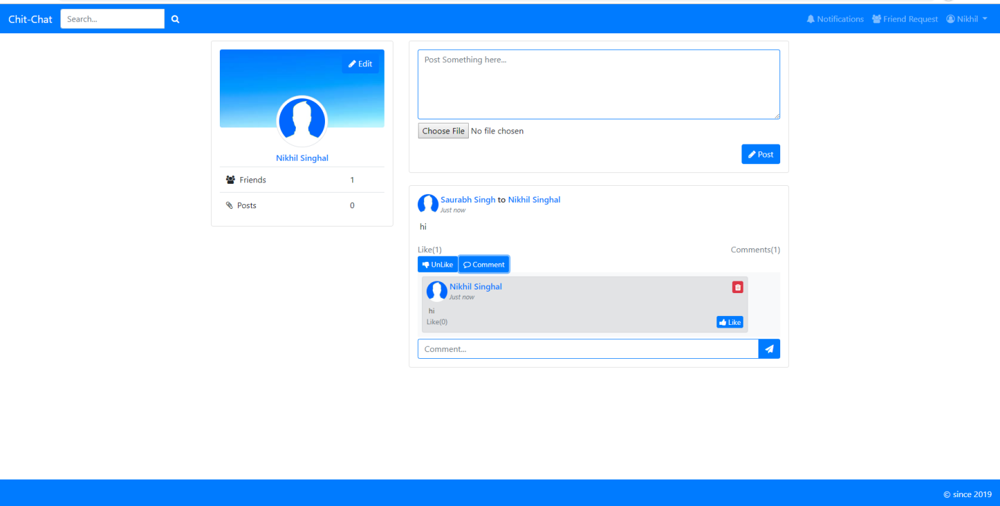 Chit-Chat Search... Notifications Friend Request Nikhil
Edit
Nikhil Singhal
Friends 1
Posts 0
Post Something here...
Choose File No file chosen
Post
Saurabh Singh to Nikhil Singhal
Just now
hi
Like(1) Comments(1)
UnLike Comment
Nikhil Singhal
Just now
hi
Like(0) Like
Comment...
© since 2019